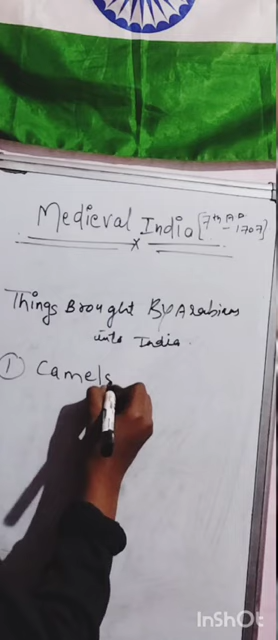 Medieval India [7th AD
- 1707]
x
Things Brought By Arabians
into India.
① Camels
InShOt